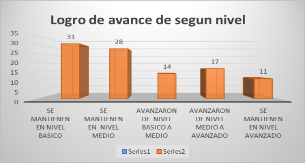 Logro de avance de segun nivel
35
30
25
20
15
10
5
0
31
28
14
17
11
SE MANTIENEN EN NIVEL BASICO
SE MANTIENEN EN NIVEL MEDIO
AVANZARON DE NIVEL BASICO A MEDIO
AVANZARON DE NIVEL MEDIO A AVANZADO
SE MANTIENEN EN NIVEL AVANZADO
Series1
Series2